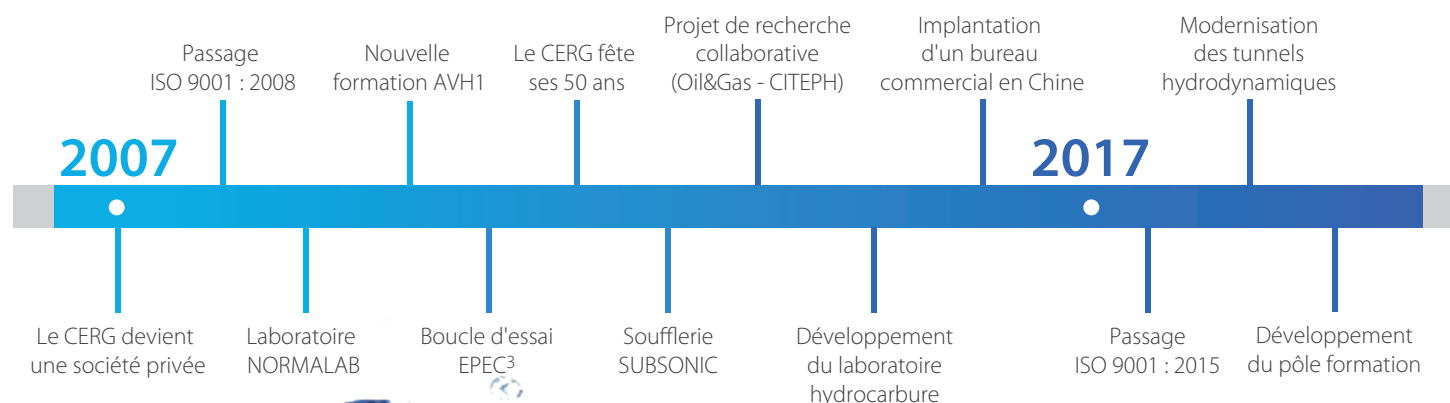 Passage
ISO 9001 : 2008
Nouvelle
formation AVH1
Le CERG fête
ses 50 ans
Projet de recherche
collaborative
(Oil&Gas - CITEPH)
Implantation
d'un bureau
commercial en Chine
Modernisation
des tunnels
hydrodynamiques
2007
2017
Le CERG devient
une société privée
Laboratoire
NORMALAB
Boucle d'essai
EPEC³
Soufflerie
SUBSONIC
Développement
du laboratoire
hydrocarbure
Passage
ISO 9001 : 2015
Développement
du pôle formation